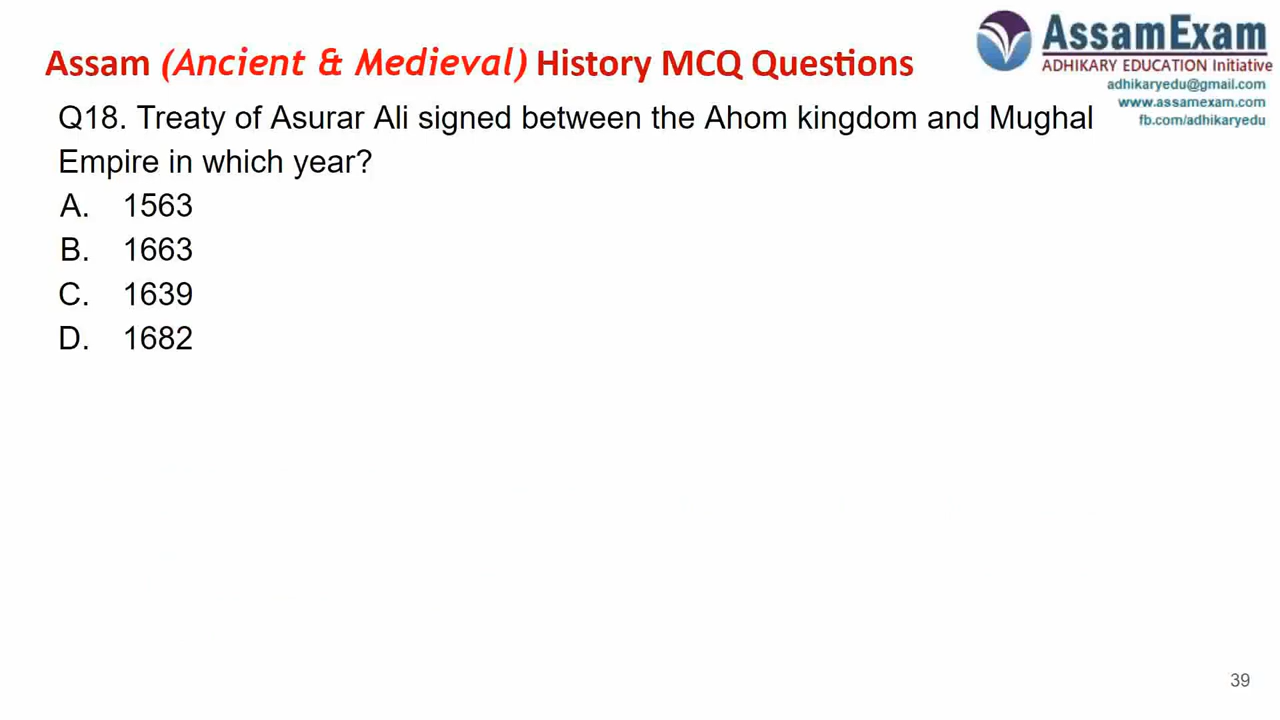 AssamExam
ADHIKARY EDUCATION Initiative
adhikaryedu@gmail.com
www.assamexam.com
fb.com/adhikaryedu
Assam (Ancient & Medieval) History MCQ Questions
Q18. Treaty of Asurar Ali signed between the Ahom kingdom and Mughal
Empire in which year?
A. 1563
B. 1663
C. 1639
D. 1682
39